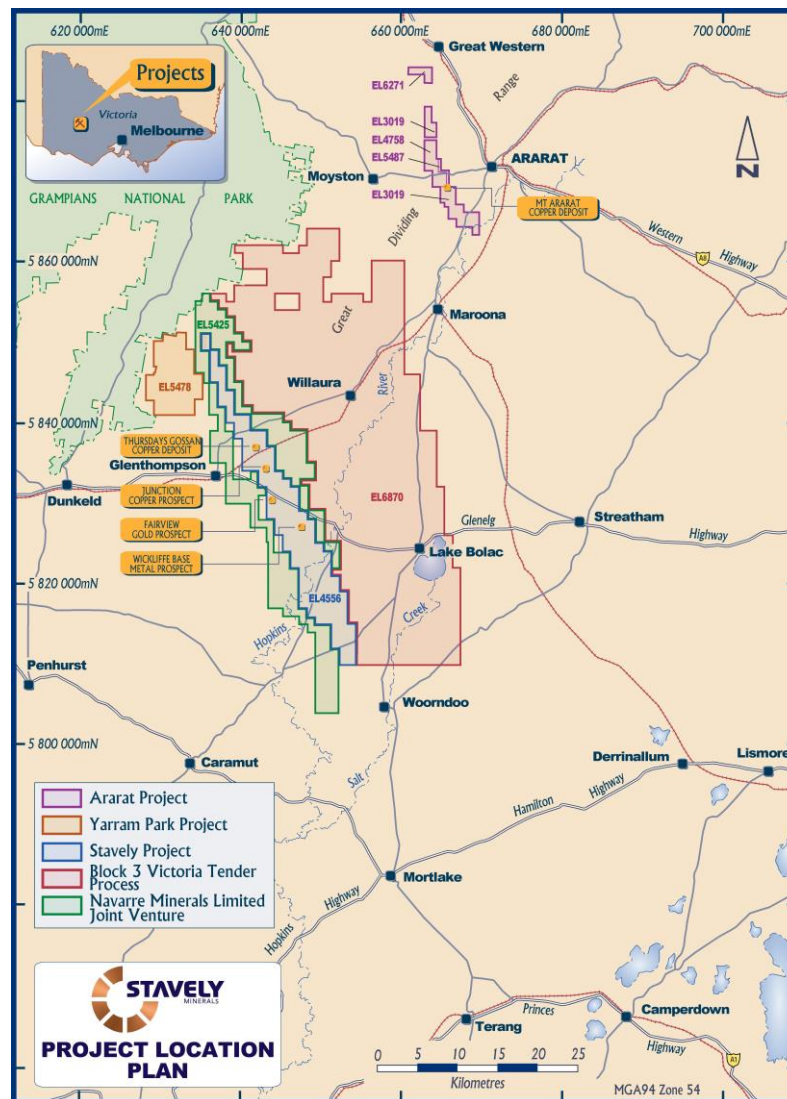 620 000mE
640 000mE
660 000mE
680 000mE
700 000mE
Projects
Victoria
Melbourne
Great Western
Range
EL6271
EL3019
EL4758
EL5487
EL3019
ARARAT
Moyston
MT ARARAT
COPPER DEPOSIT
N
GRAMPIANS NATIONAL PARK
Dividing
Western
Highway
A8
5 860 000mN
Great
Maroona
EL5425
EL5478
Willaura
River
5 840 000mN
THURSDAYS GOSSAN
COPPER DEPOSIT
Glenthompson
Dunkeld
JUNCTION
COPPER PROSPECT
FAIRVIEW
GOLD PROSPECT
WICKLIFFE BASE
METAL PROSPECT
EL6870
Glenelg
Highway
Streatham
Lake Bolac
5 820 000mN
EL4556
Creek
Hopkins
Penhurst
Woorndoo
5 800 000mN
Caramut
Salt
Derrinallum
Lismore
Hamilton
Highway
Mortlake
Hopkins
Highway
Ararat Project
Yarram Park Project
Stavely Project
Block 3 Victoria Tender
Process
Navarre Minerals Limited
Joint Venture
STAVELY
MINERALS
PROJECT LOCATION
PLAN
Terang
Princes
Camperdown
Highway
A1
0 5 10 15 20 25
Kilometres
MGA94 Zone 54